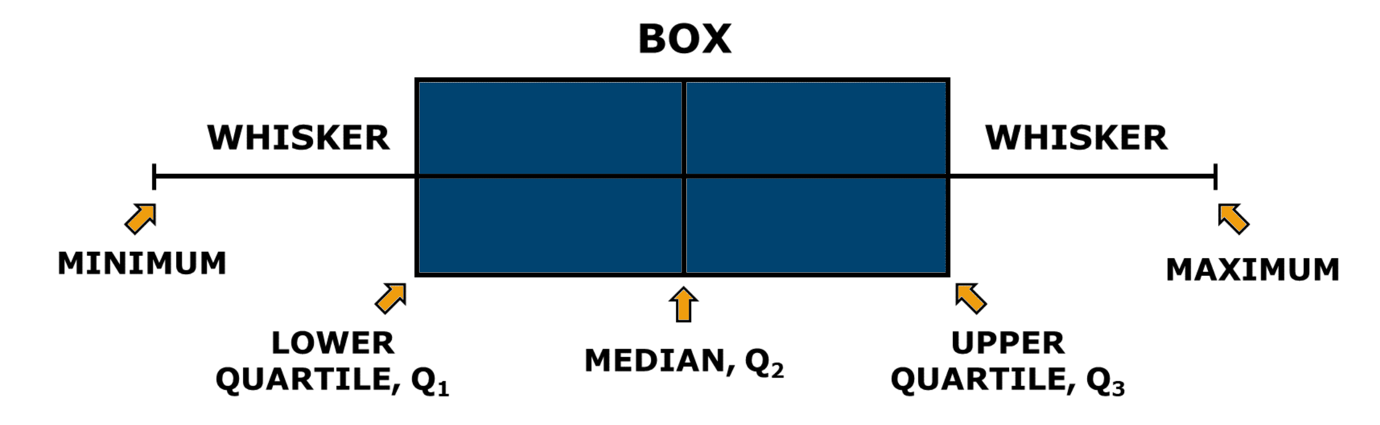 BOX
WHISKER
WHISKER
MINIMUM
MAXIMUM
LOWER
QUARTILE, Q₁
MEDIAN, Q₂
UPPER
QUARTILE, Q₃